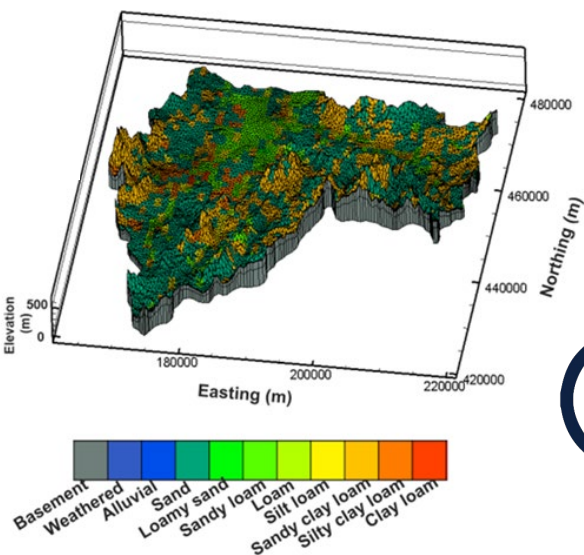 480000
460000
Northing (m)
440000
500
Elevation
(m)
0
180000
200000
220000
420000
Easting (m)
Basement
Weathered
Alluvial
Sand
Loamy sand
Sandy loam
Loam
Silt loam
Sandy clay loam
Silty clay loam
Clay loam